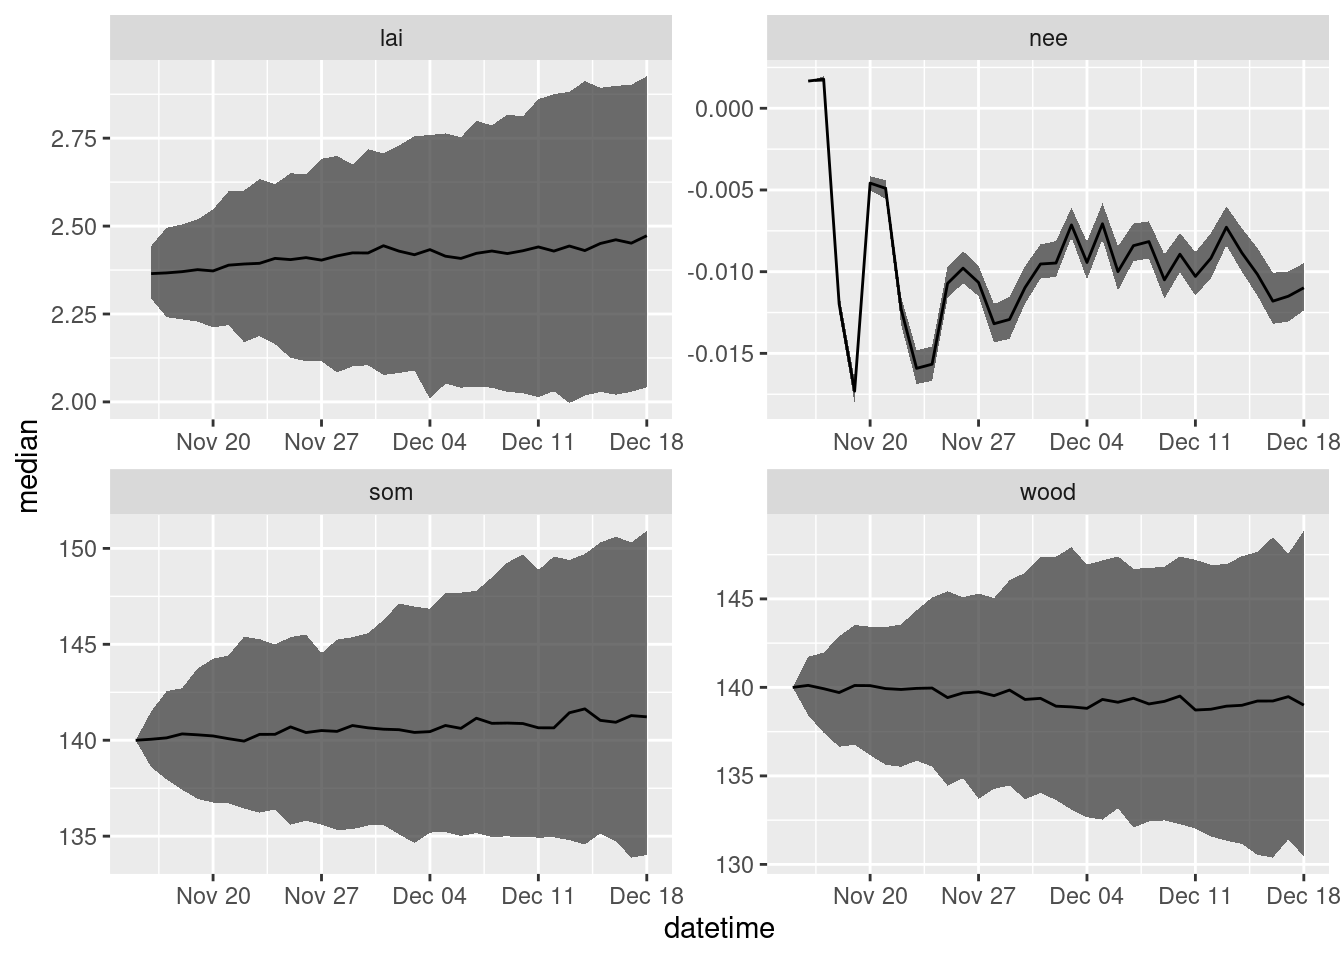 lai
nee
2.75
2.50
2.25
2.00
0.000
-0.005
-0.010
-0.015
Nov 20 Nov 27 Dec 04 Dec 11 Dec 18
Nov 20 Nov 27 Dec 04 Dec 11 Dec 18
median
som
wood
150
145
140
135
145
140
135
130
Nov 20 Nov 27 Dec 04 Dec 11 Dec 18
Nov 20 Nov 27 Dec 04 Dec 11 Dec 18
datetime